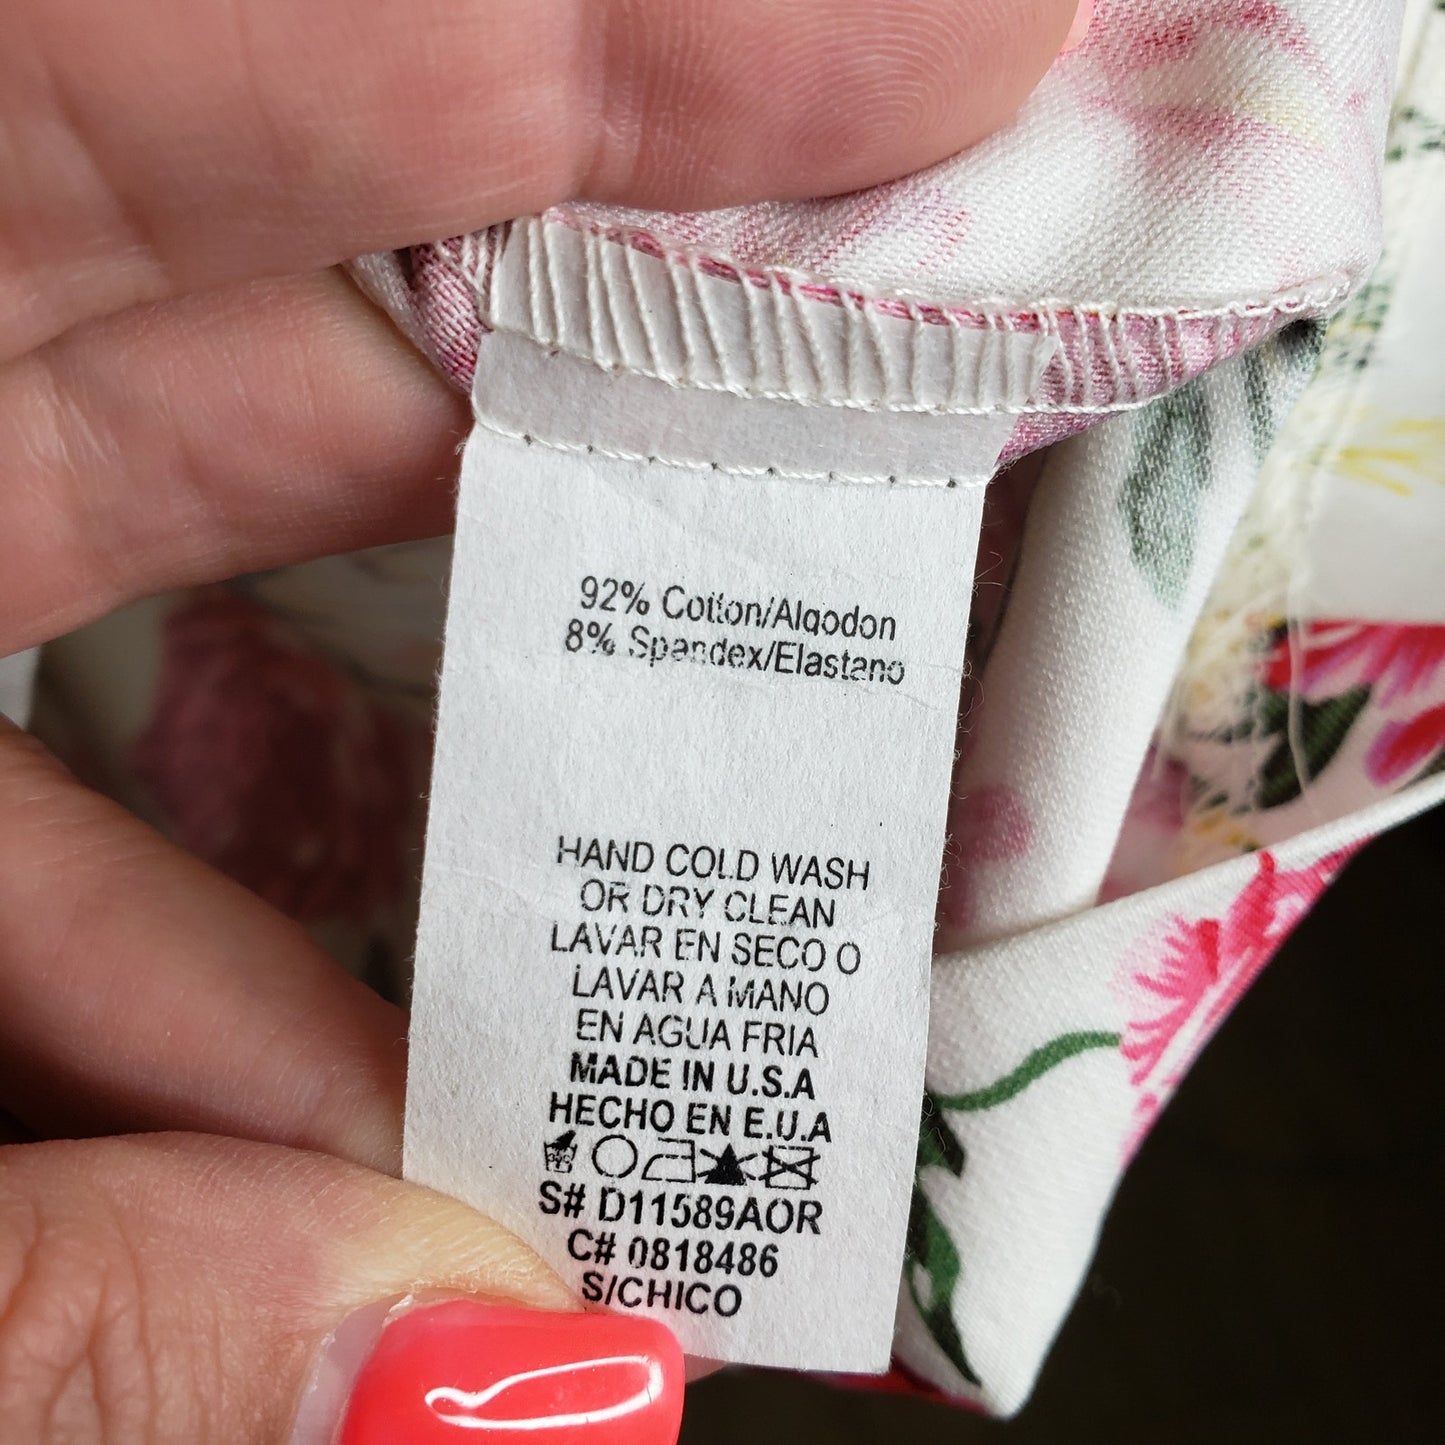 92% Cotton/Algodon
8% Spandex/Elastano
HAND COLD WASH
OR DRY CLEAN
LAVAR EN SECO O
LAVAR A MANO
EN AGUA FRIA
MADE IN U.S.A
HECHO EN E.U.A
S# D11589AOR
C# 0818486
S/CHICO